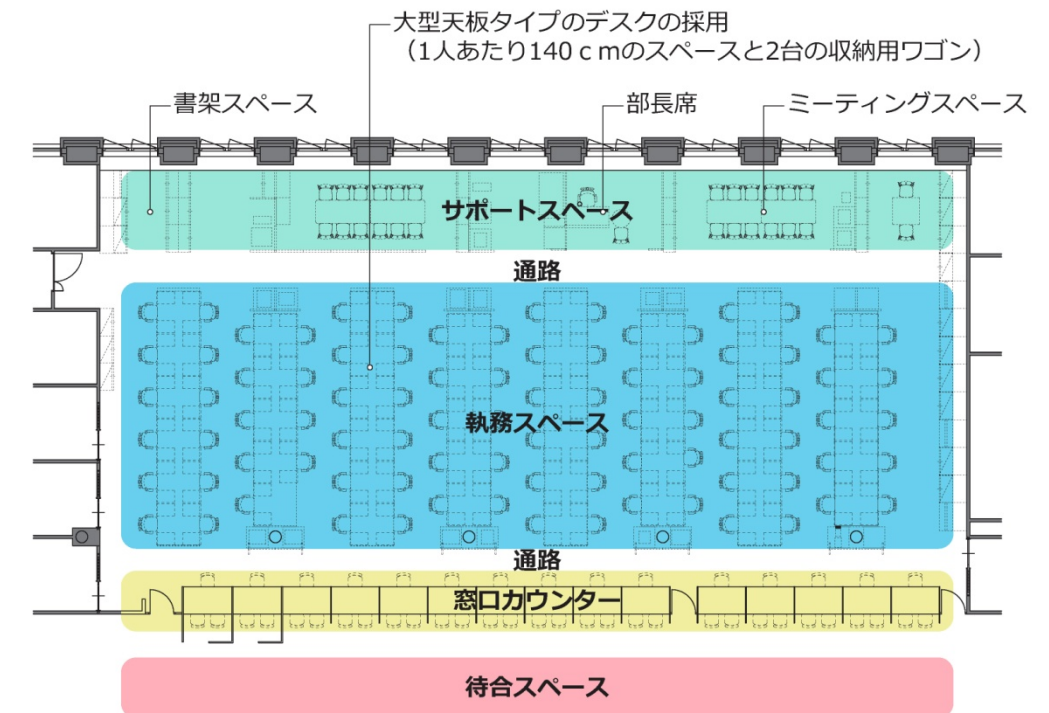 大型天板タイプのデスクの採用
（1人あたり140ｃｍのスペースと2台の収納用ワゴン）
書架スペース
部長席
ミーティングスペース
サポートスペース
通路
執務スペース
通路
窓口カウンター
待合スペース